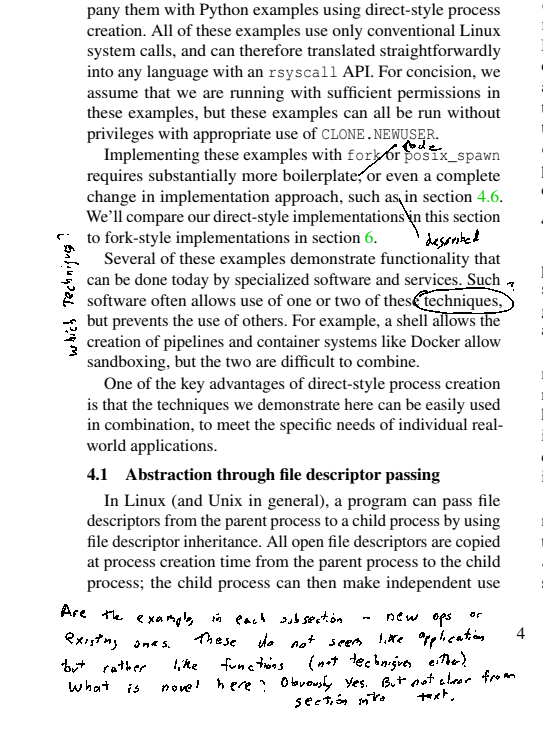 pany them with Python examples using direct-style process
creation. All of these examples use only conventional Linux
system calls, and can therefore translated straightforwardly
into any language with an rsyscall API. For concision, we
assume that we are running with sufficient permissions in
these examples, but these examples can all be run without
privileges with appropriate use of CLONE.NEWUSER.
code
Implementing these examples with fork or posix_spawn
requires substantially more boilerplate, or even a complete
change in implementation approach, such as in section 4.6.
We'll compare our direct-style implementations in this section
to fork-style implementations in section 6.
described
Several of these examples demonstrate functionality that
can be done today by specialized software and services. Such
software often allows use of one or two of these techniques,
?
which techniques?
but prevents the use of others. For example, a shell allows the
creation of pipelines and container systems like Docker allow
sandboxing, but the two are difficult to combine.
One of the key advantages of direct-style process creation
is that the techniques we demonstrate here can be easily used
in combination, to meet the specific needs of individual real-
world applications.
4.1 Abstraction through file descriptor passing
In Linux (and Unix in general), a program can pass file
descriptors from the parent process to a child process by using
file descriptor inheritance. All open file descriptors are copied
at process creation time from the parent process to the child
process; the child process can then make independent use
Are the examples in each subsection - new ops or
existing ones. These do not seem like application
but rather like functions (not techniques either)
What is novel here? Obviously yes. But not clear from
section intro text.
4